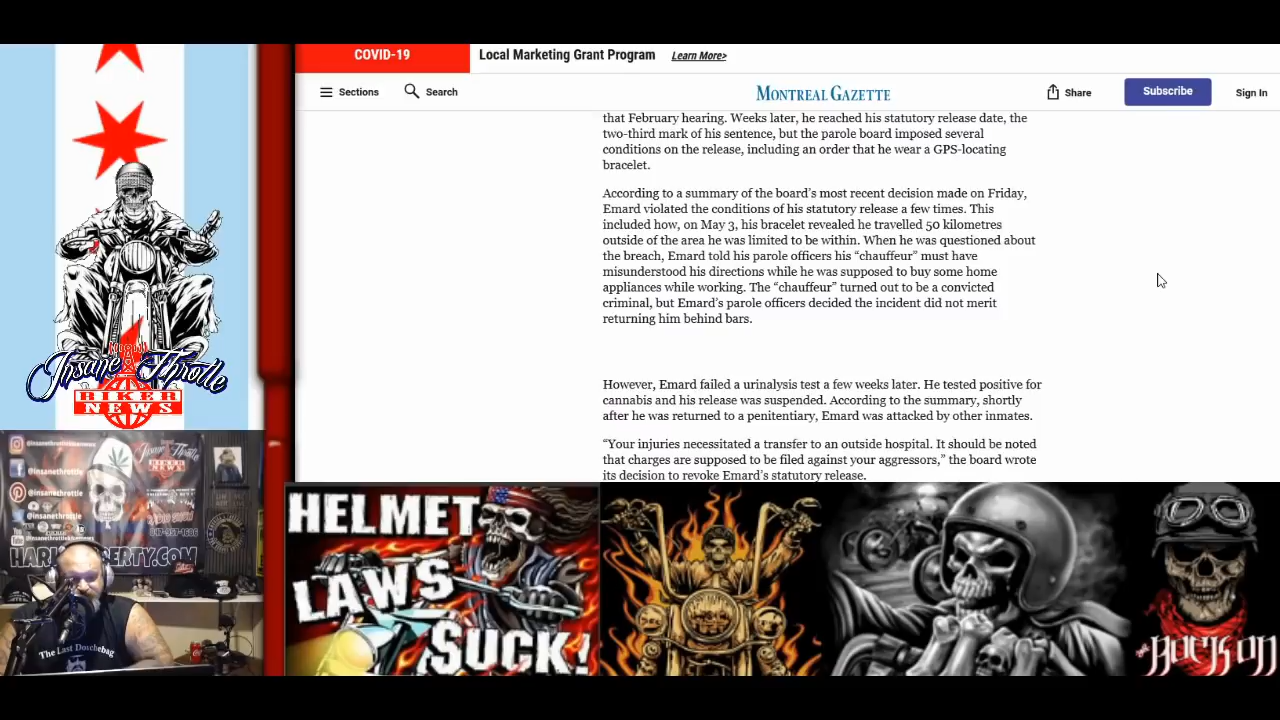 COVID-19
Local Marketing Grant Program
Learn More>
Sections
Search
MONTREAL GAZETTE
Share
Subscribe
Sign In
that February hearing. Weeks later, he reached his statutory release date, the
two-third mark of his sentence, but the parole board imposed several
conditions on the release, including an order that he wear a GPS-locating
bracelet.
According to a summary of the board's most recent decision made on Friday,
Emard violated the conditions of his statutory release a few times. This
included how, on May 3, his bracelet revealed he travelled 50 kilometres
outside of the area he was limited to be within. When he was questioned about
the breach, Emard told his parole officers his “chauffeur” must have
misunderstood his directions while he was supposed to buy some home
appliances while working. The “chauffeur” turned out to be a convicted
criminal, but Emard's parole officers decided the incident did not merit
returning him behind bars.
However, Emard failed a urinalysis test a few weeks later. He tested positive for
cannabis and his release was suspended. According to the summary, shortly
after he was returned to a penitentiary, Emard was attacked by other inmates.
“Your injuries necessitated a transfer to an outside hospital. It should be noted
that charges are supposed to be filed against your aggressors,” the board wrote
its decision to revoke Emard's statutory release.
Insane Throttle
BIKER
NEWS
@insanethrottle
@insanethrottle
@insanethrottle
The Last Doschebag
HELMET
LAWS
SUCK!
ROCK ON